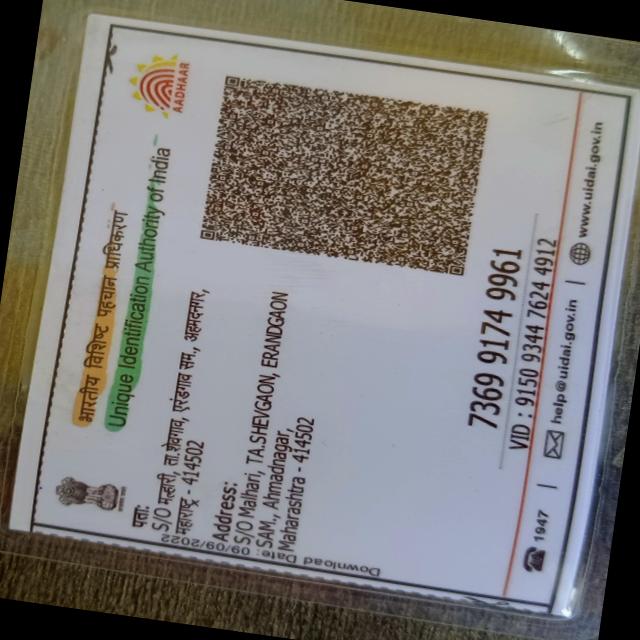 भारतीय विशिष्ट पहचान प्राधिकरण
Unique Identification Authority of India
AADHAAR
पता:
S/O मल्हारी, ता.शेवगाव, एरंडगाव सम, अहमदनगर,
महाराष्ट्र - 414502
Address:
S/O Malhari, TA.SHEVGAON, ERANDGAON
SAM,, Ahmadnagar,
Maharashtra - 414502
Download Date: 09/09/2022
7369 9174 9961
VID : 9150 9344 7624 4912
1947 | help@uidai.gov.in | www.uidai.gov.in